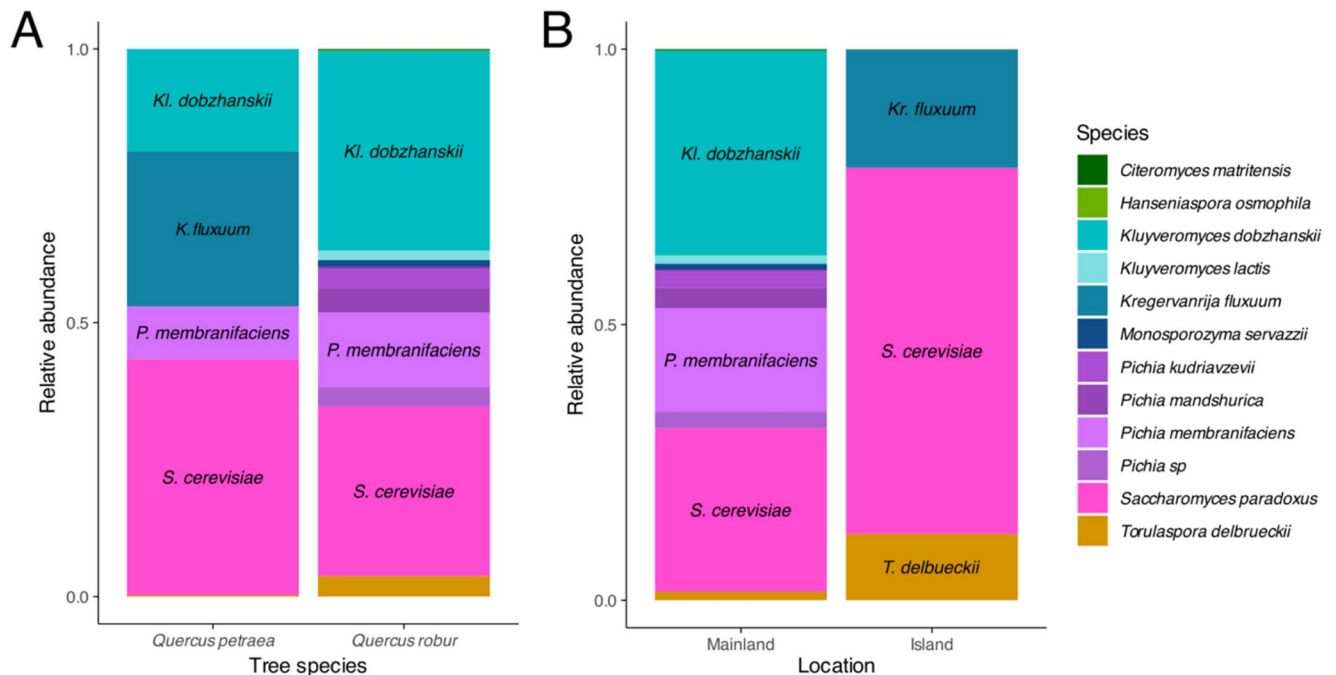 A
1.0
Kl. dobzhanskii
Kl. dobzhanskii
K.fluxuum
0.5
P. membranifaciens
P. membranifaciens
S. cerevisiae
S. cerevisiae
0.0
Relative abundance
Quercus petraea
Quercus robur
Tree species
B
1.0
Kr. fluxuum
Kl. dobzhanskii
S. cerevisiae
0.5
P. membranifaciens
S. cerevisiae
T. delbueckii
0.0
Relative abundance
Mainland
Island
Location
Species
Citeromyces matritensis
Hanseniaspora osmophila
Kluyveromyces dobzhanskii
Kluyveromyces lactis
Kregervanrija fluxuum
Monosporozyma servazzii
Pichia kudriavzevii
Pichia mandshurica
Pichia membranifaciens
Pichia sp
Saccharomyces paradoxus
Torulaspora delbrueckii